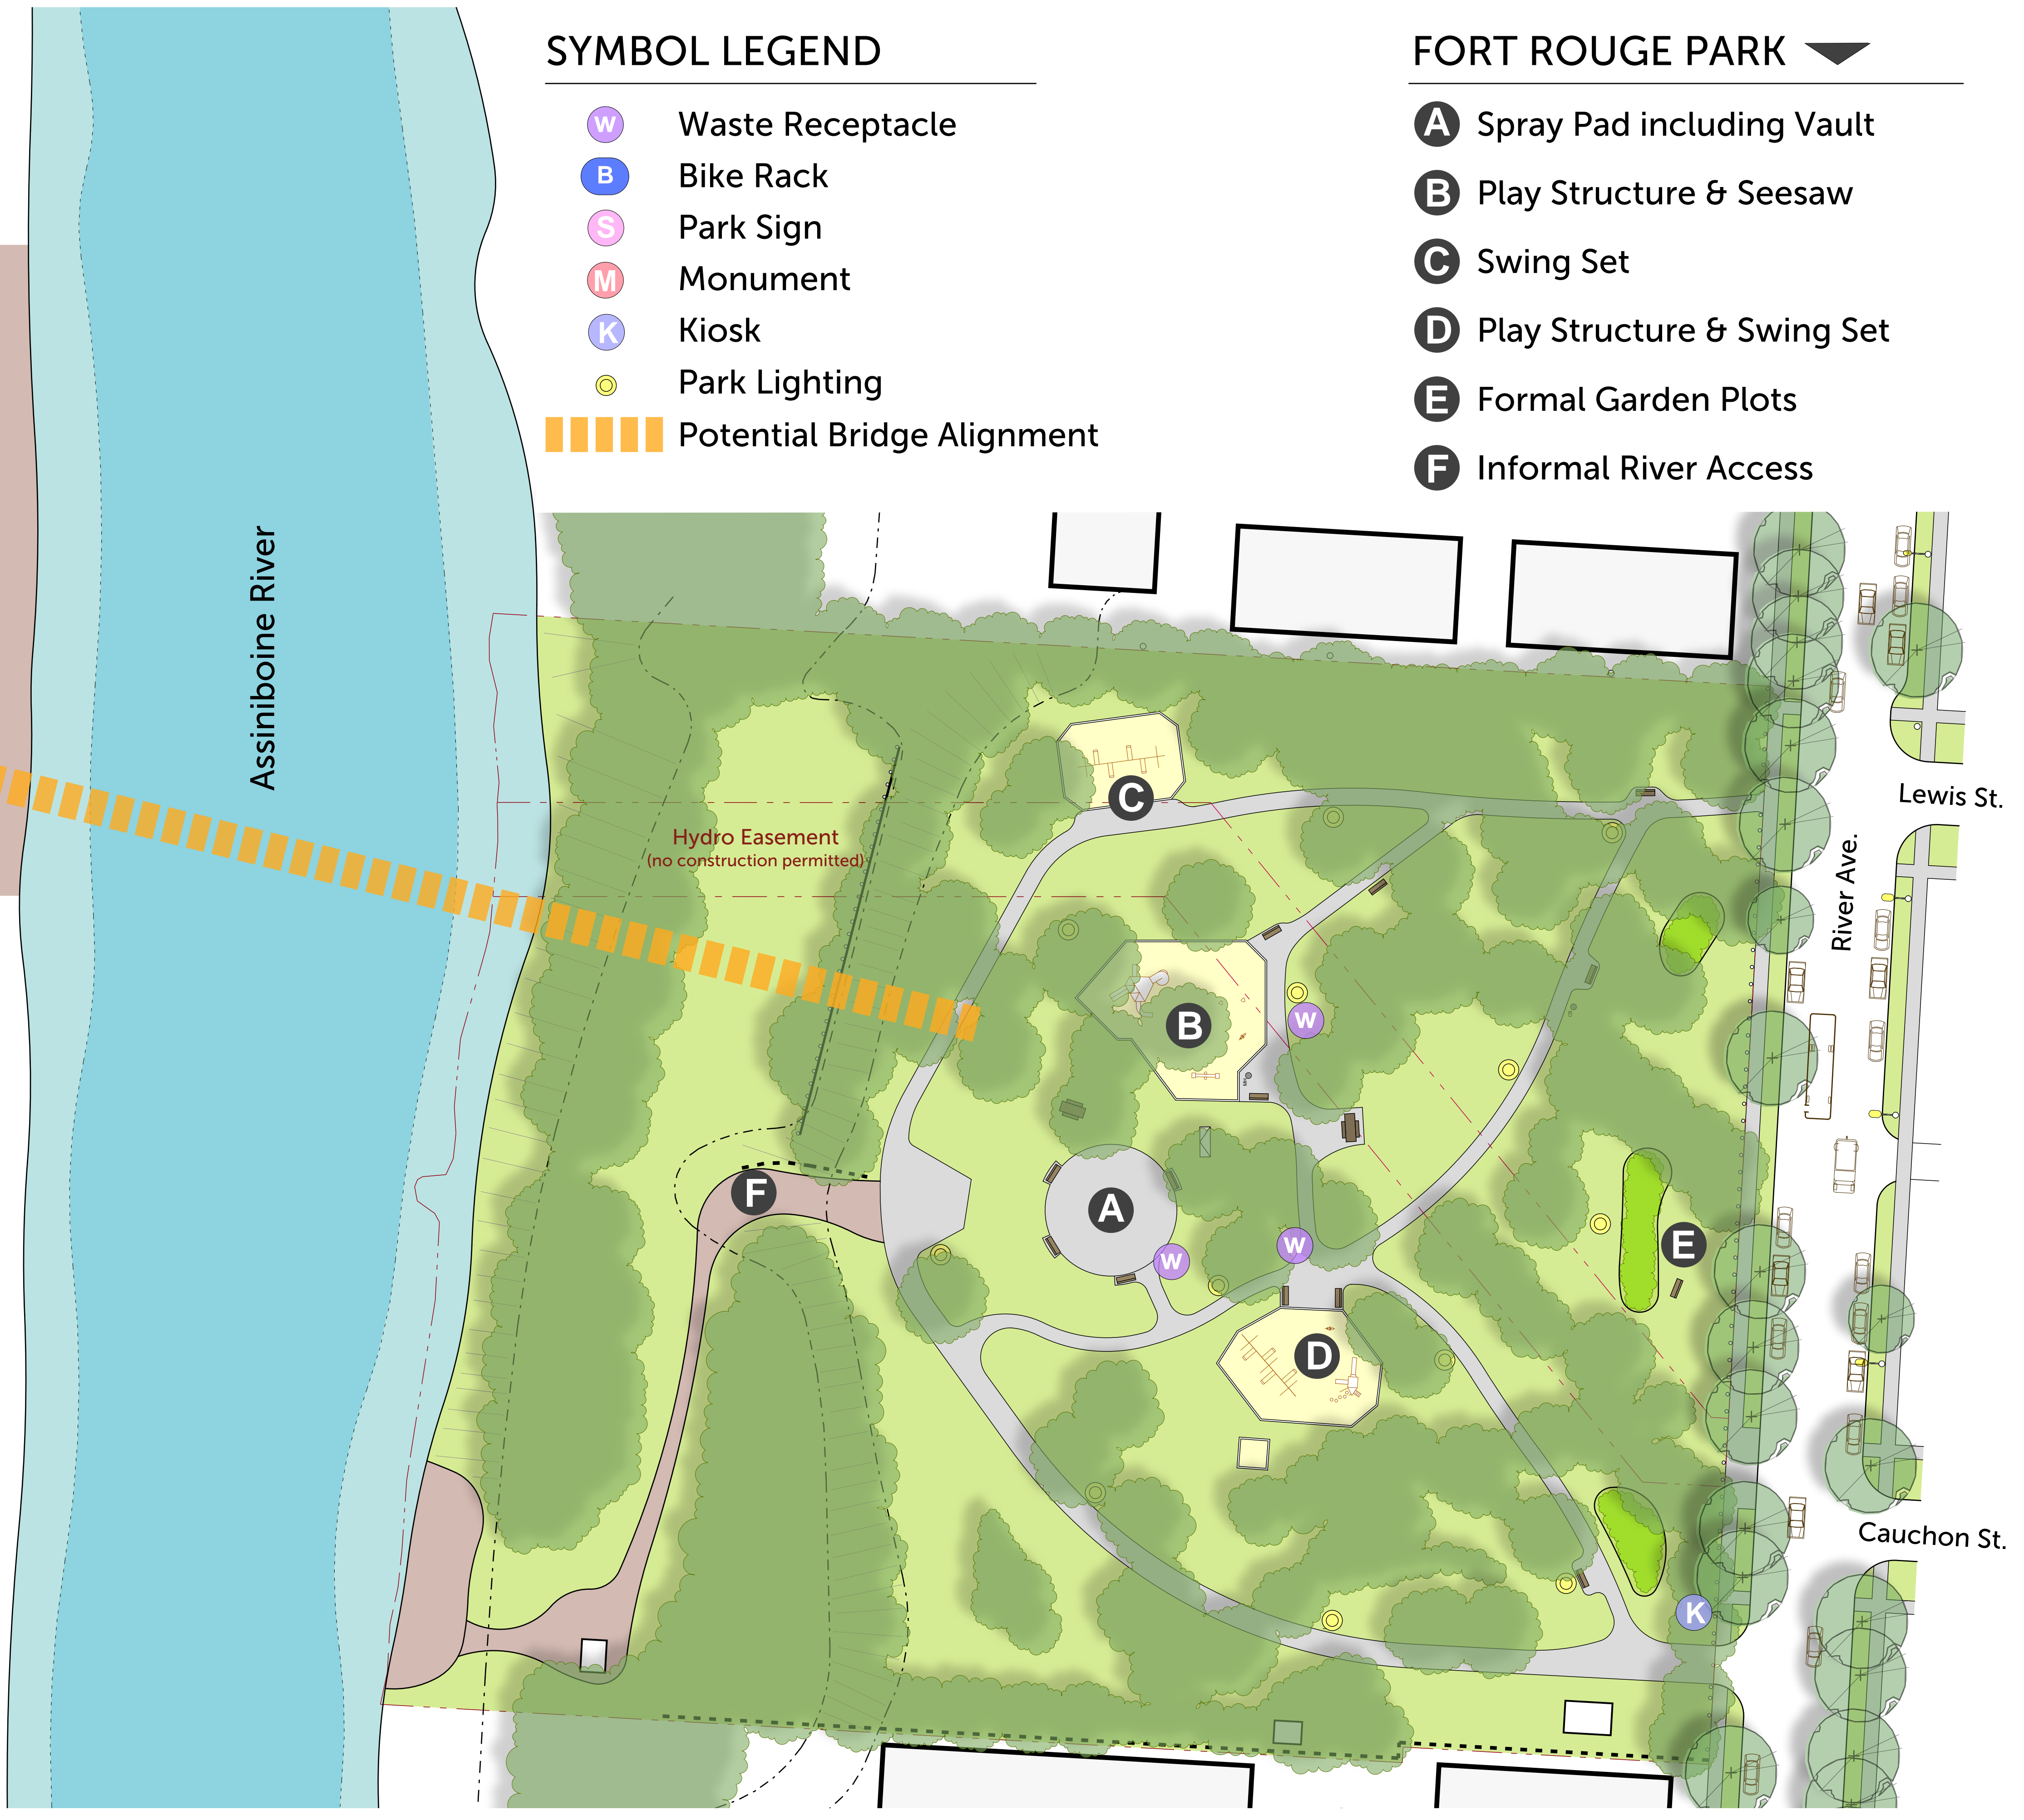 SYMBOL LEGEND
W Waste Receptacle
B Bike Rack
S Park Sign
M Monument
K Kiosk
Park Lighting
Potential Bridge Alignment
FORT ROUGE PARK
A Spray Pad including Vault
B Play Structure & Seesaw
C Swing Set
D Play Structure & Swing Set
E Formal Garden Plots
F Informal River Access
Assiniboine River
Hydro Easement
(no construction permitted)
C
Lewis St.
River Ave.
B
W
F
A
W
W
E
D
Cauchon St.
K